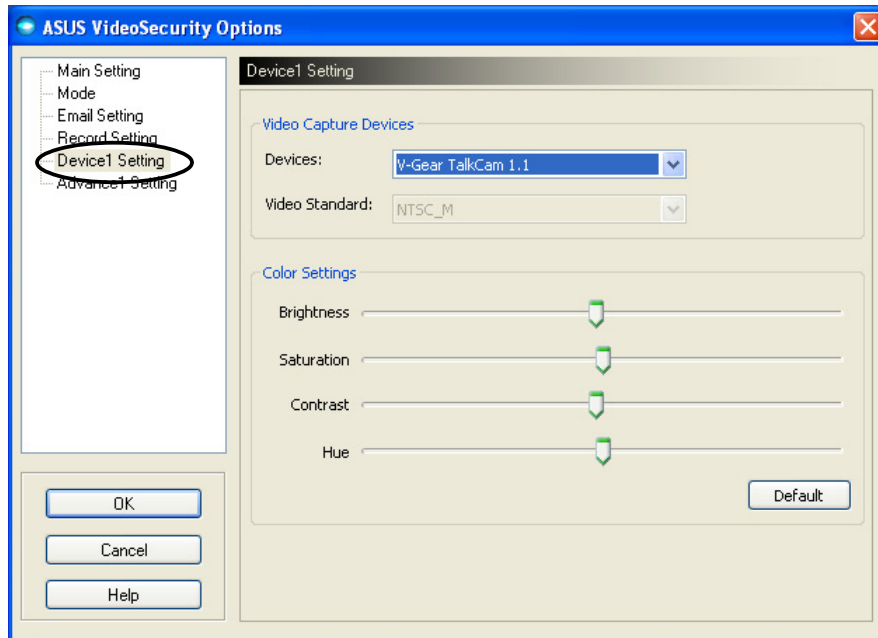 ASUS VideoSecurity Options
Main Setting
Mode
Email Setting
Record Setting
Device1 Setting
Advance1 Setting
OK
Cancel
Help
Device1 Setting
Video Capture Devices
Devices: V-Gear TalkCam 1.1
Video Standard: NTSC_M
Color Settings
Brightness
Saturation
Contrast
Hue
Default